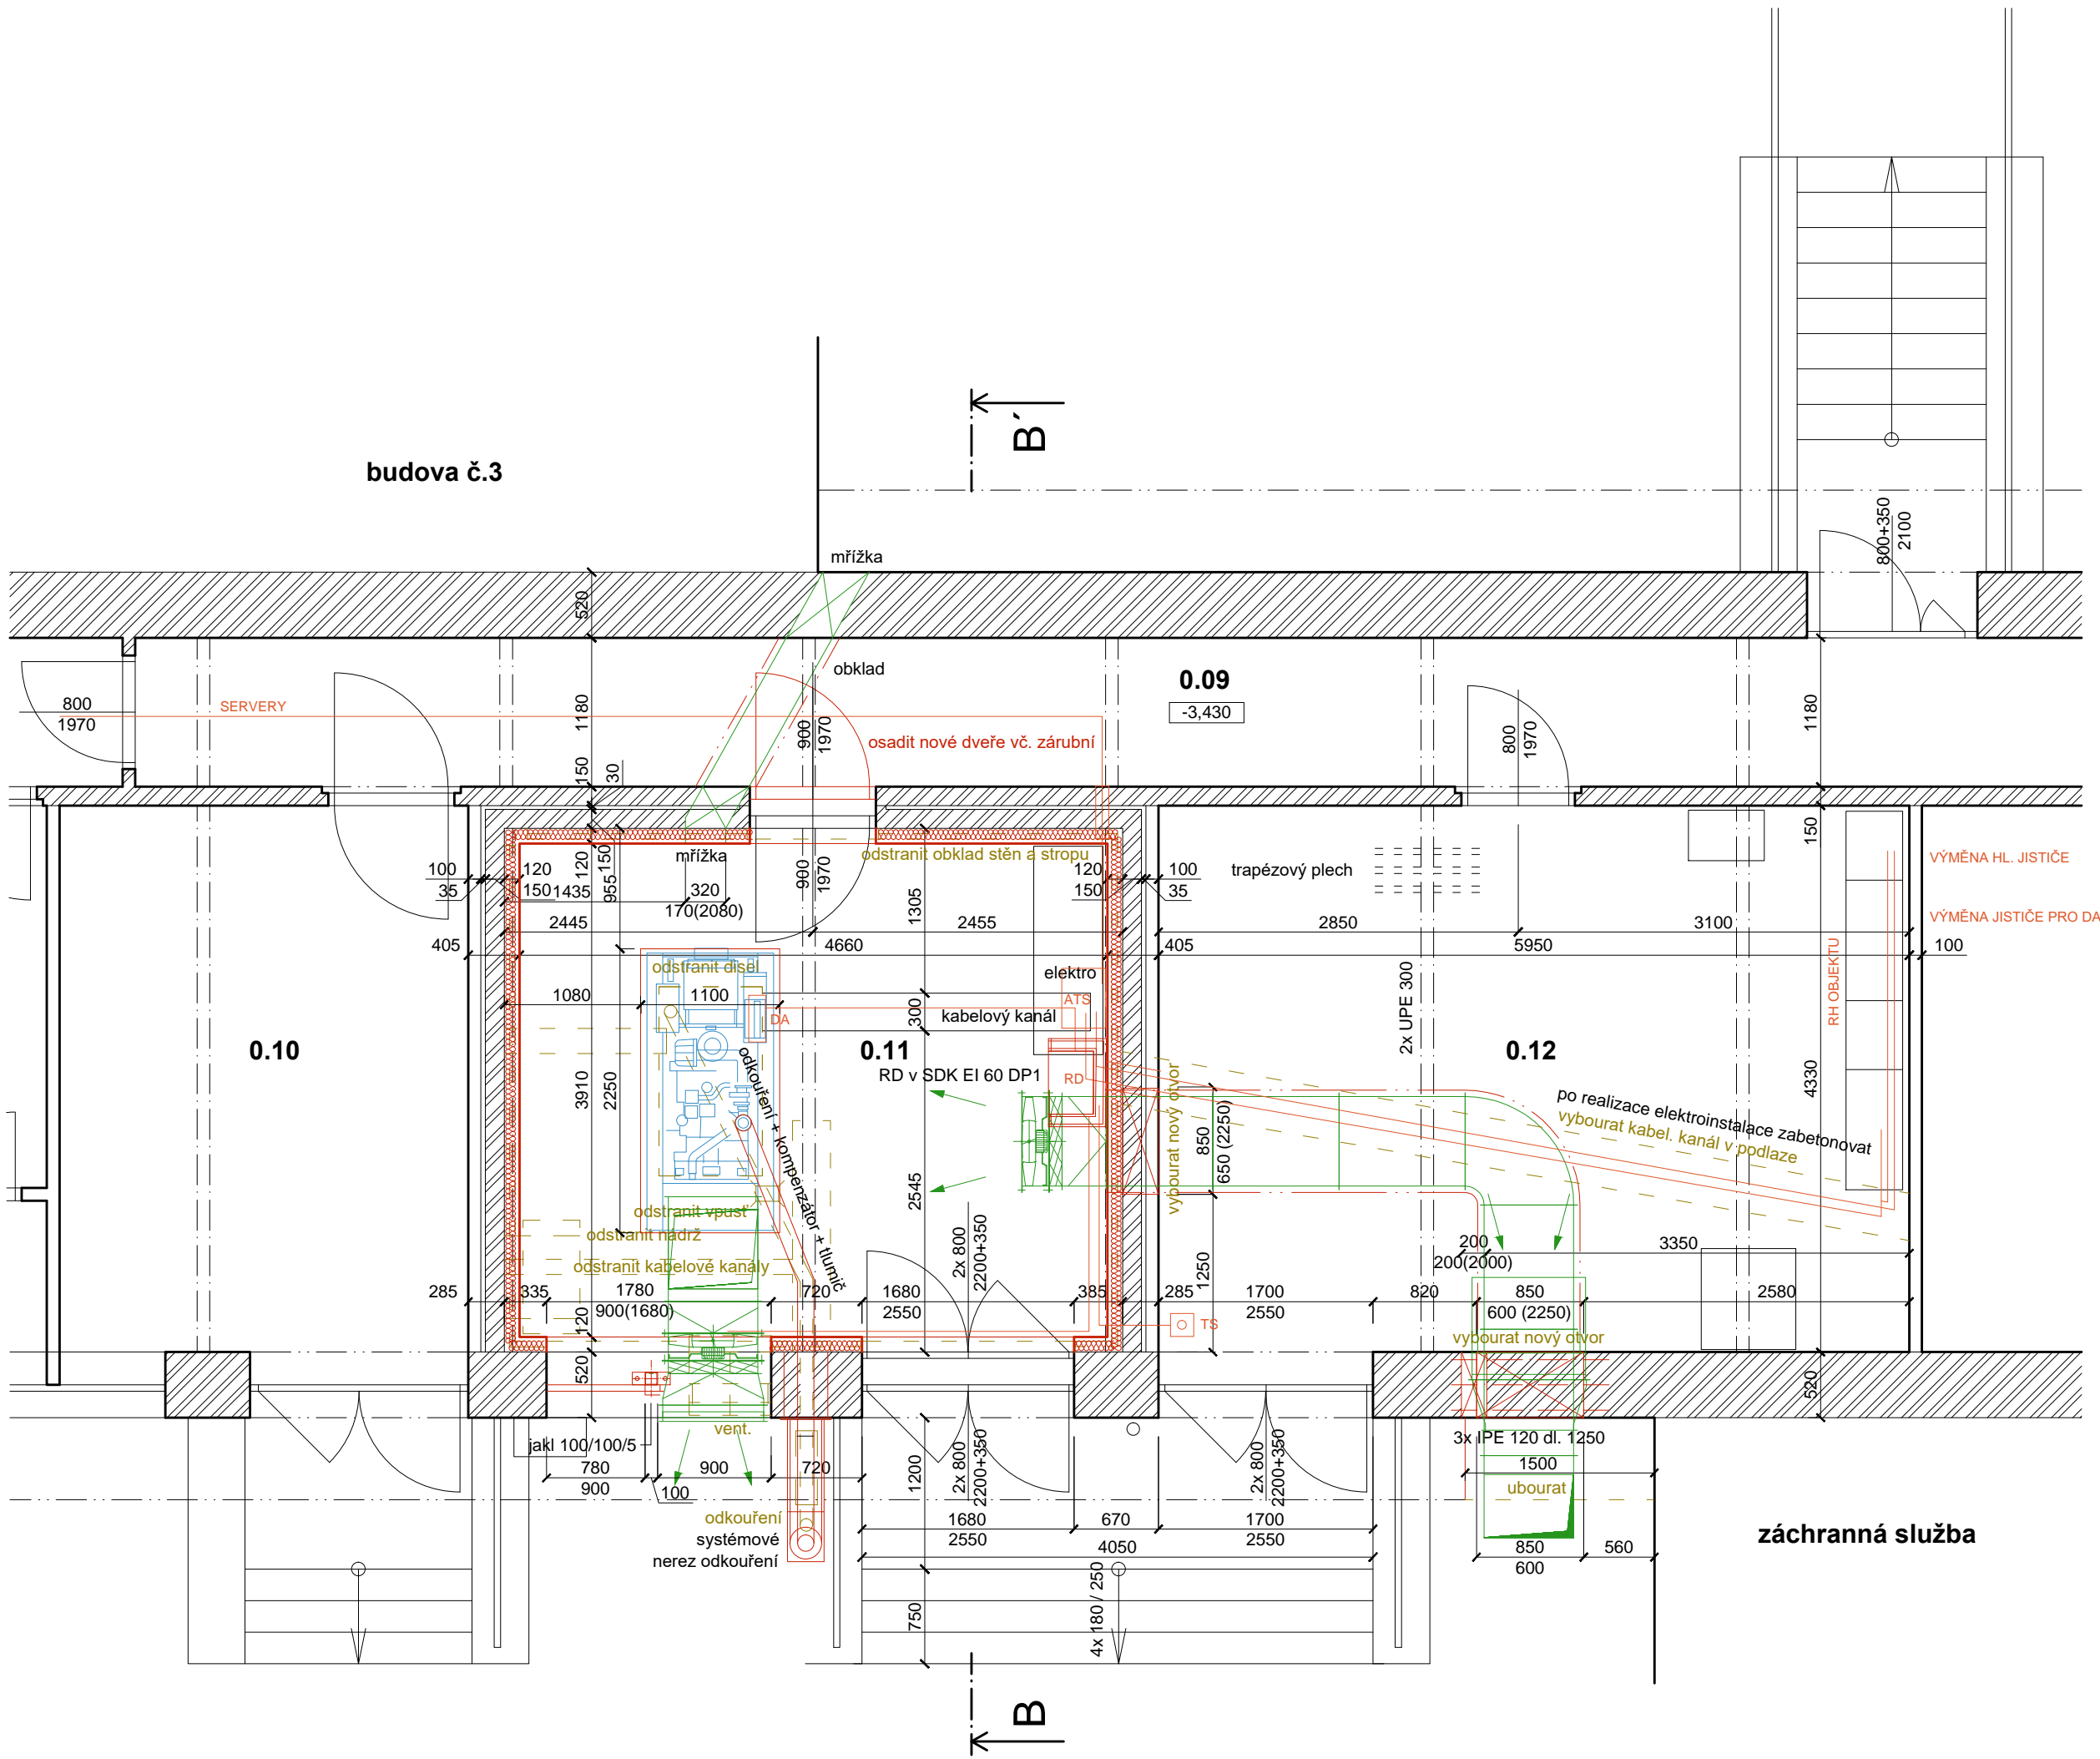 B´
budova č.3
800+350
2100
mřížka
520
obklad
0.09
-3,430
800
1970
SERVERY
1180
900
1970
osadit nové dveře vč. zárubní
800
1970
1180
150
30
mřížka
odstranit obklad stěn a stropu
VÝMĚNA HL. JISTIČE
100
35
120
150
1435
120
150
955
320
170(2080)
900
1970
1305
120
150
100
35
trapézový plech
150
VÝMĚNA JISTIČE PRO DA
2445
2455
2850
3100
405
4660
405
5950
100
odstranit disel
elektro
2x UPE 300
RH OBJEKTU
1080
1100
ATS
DA
300
kabelový kanál
0.10
0.11
0.12
RD v SDK EI 60 DP1
RD
3910
2250
odkouření + kompenzátor + tlumič
vybourat nový otvor
850
650 (2250)
4330
po realizace elektroinstalace zabetonovat
vybourat kabel. kanál v podlaze
2545
odstranit vpusť
odstranit nádrž
odstranit kabelové kanály
2x 800
2200+350
1250
200
200(2000)
3350
285
335
1780
900(1680)
720
1680
2550
385
285
1700
2550
820
850
600 (2250)
2580
120
TS
vybourat nový otvor
520
520
vent.
jakl 100/100/5
3x IPE 120 dl. 1250
780
900
100
900
720
1200
2x 800
2200+350
2x 800
2200+350
1500
ubourat
odkouření
systémové
nerez odkouření
1680
2550
670
1700
2550
4050
850
600
560
záchranná služba
750
4x 180 / 250
B